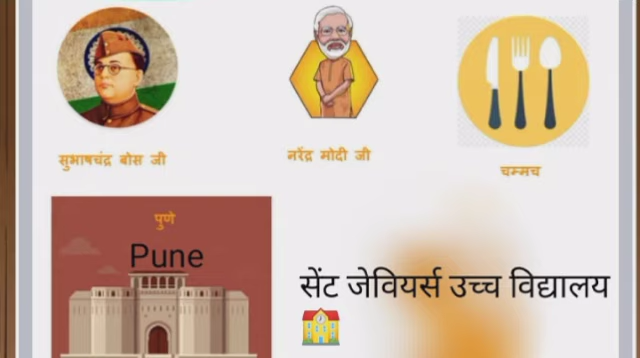 सुभाषचंद्र बोस जी
नरेंद्र मोदी जी
चम्मच
पुणे
Pune
सेंट जेवियर्स उच्च विद्यालय